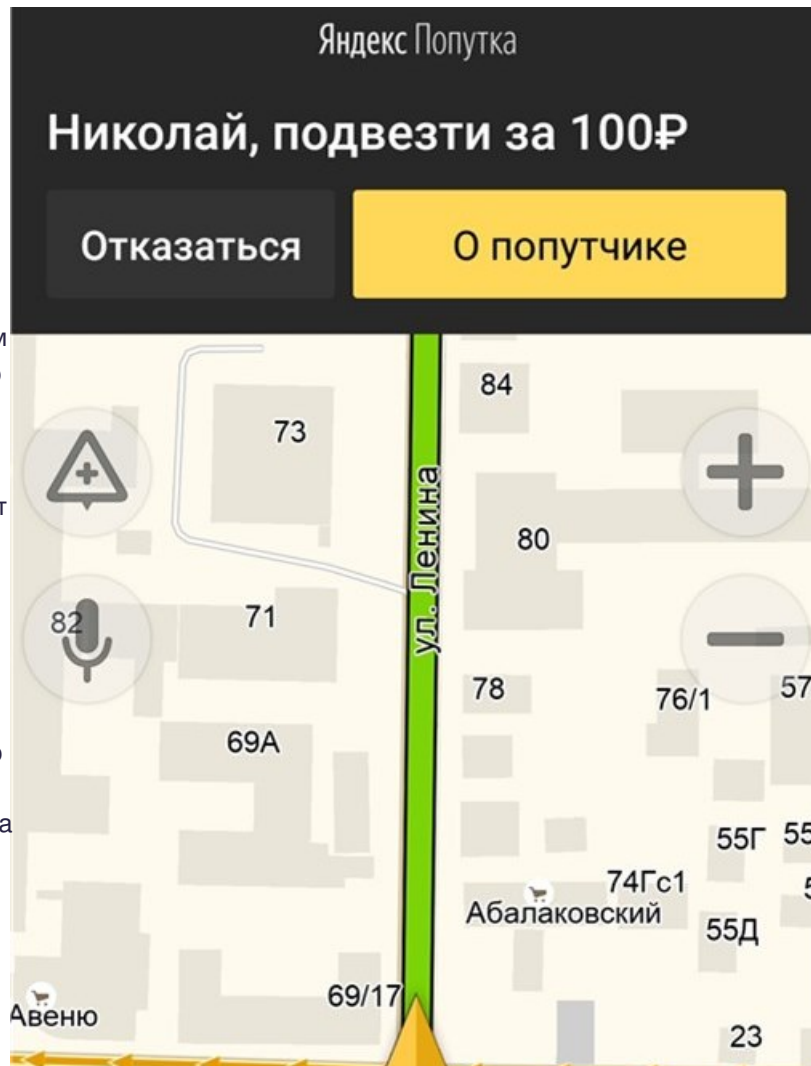 Яндекс Попутка
Николай, подвезти за 100₽
Отказаться
О попутчике
84
73
ул. Ленина
80
82
71
78
76/1
57
69А
55Г
55
74Гс1
Абалаковский
55Д
69/17
Авеню
23